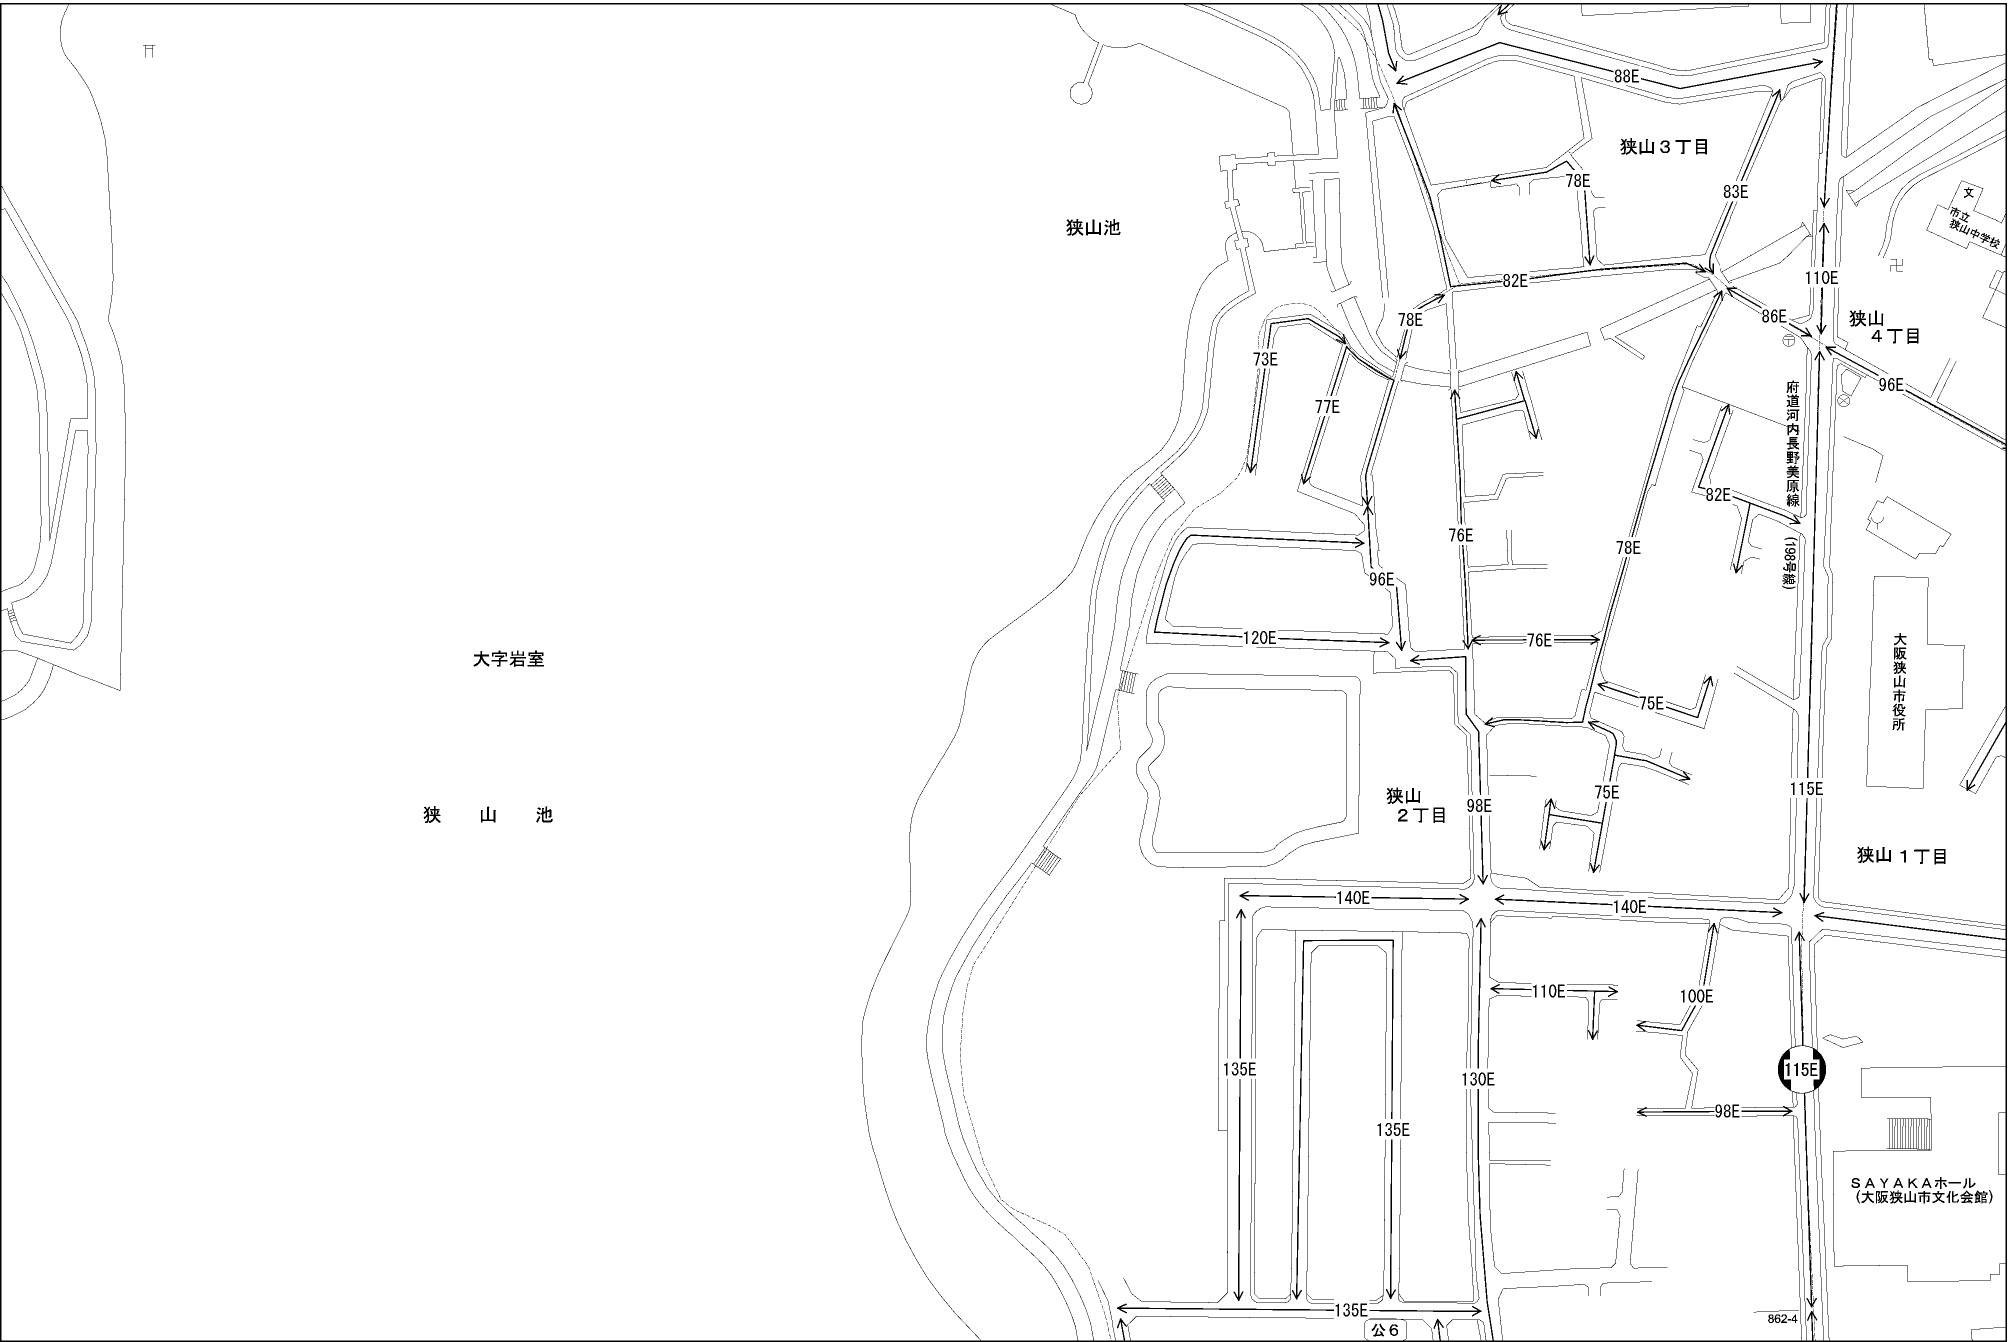 88E
狭山3丁目
78E
83E
文
市立
狭山中学校
狭山池
82E
110E
86E
狭山
4丁目
78E
73E
77E
96E
府道河内長野美原線
(198号線)
82E
76E
78E
96E
120E
76E
大字岩室
大阪狭山市役所
75E
狭　山　池
狭山
2丁目
98E
75E
115E
狭山1丁目
140E
140E
110E
100E
135E
130E
115E
98E
135E
SAYAKAホール
(大阪狭山市文化会館)
135E
公6
862-4